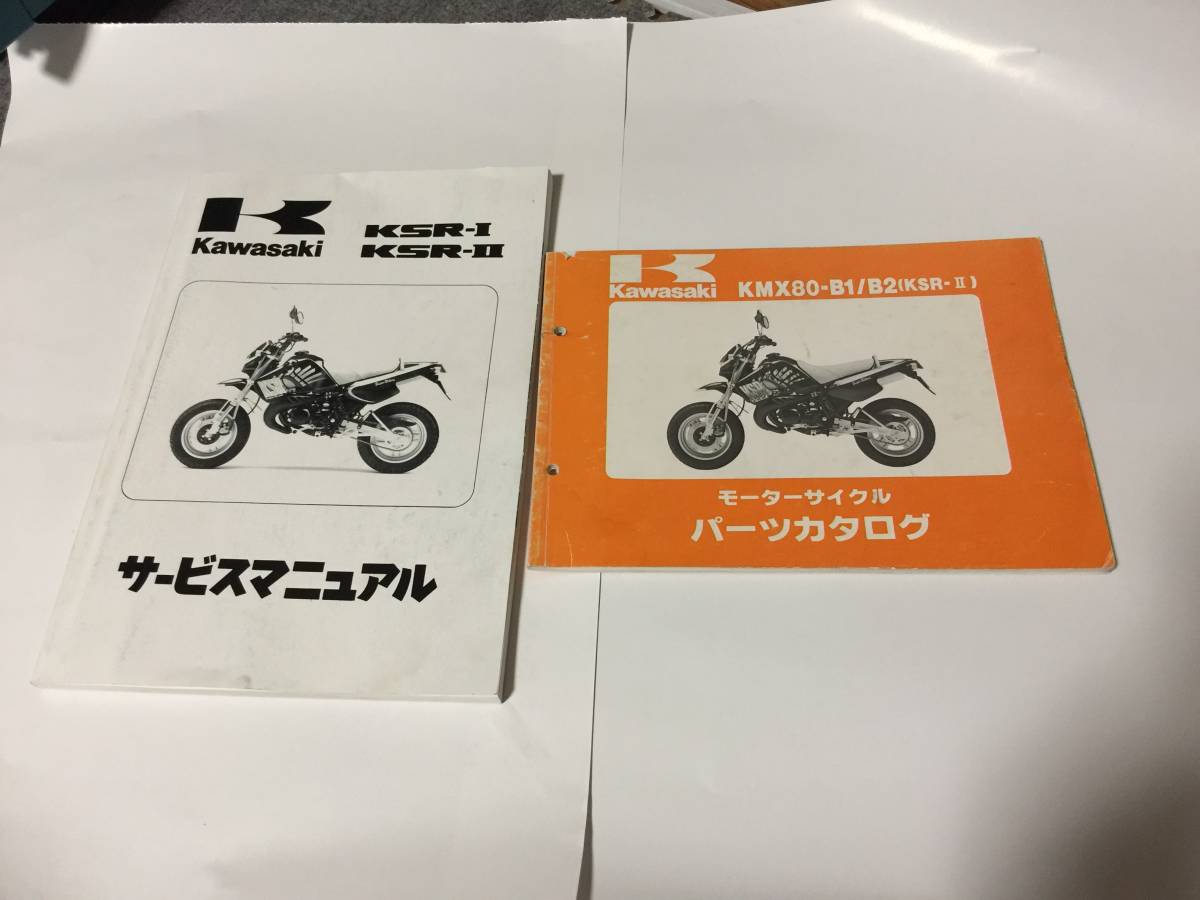 Kawasaki
KSR-I
KSR-II
サービスマニュアル
Kawasaki
KMX80-B1/B2(KSR-II)
モーターサイクル
パーツカタログ